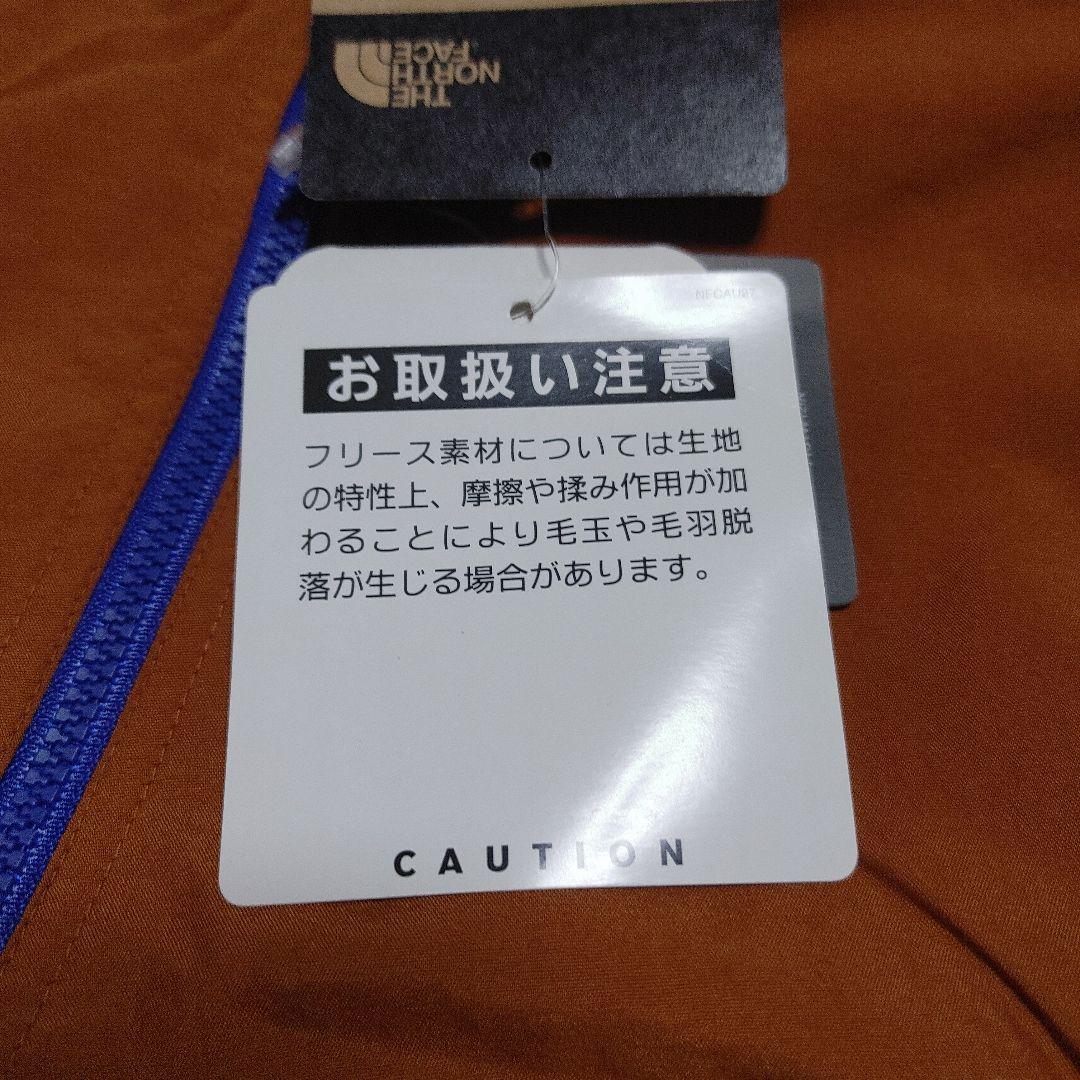 THE
NORTH
FACE
お取扱い注意
フリース素材については生地
の特性上、摩擦や揉み作用が加
わることにより毛玉や毛羽脱
落が生じる場合があります。
CAUTION